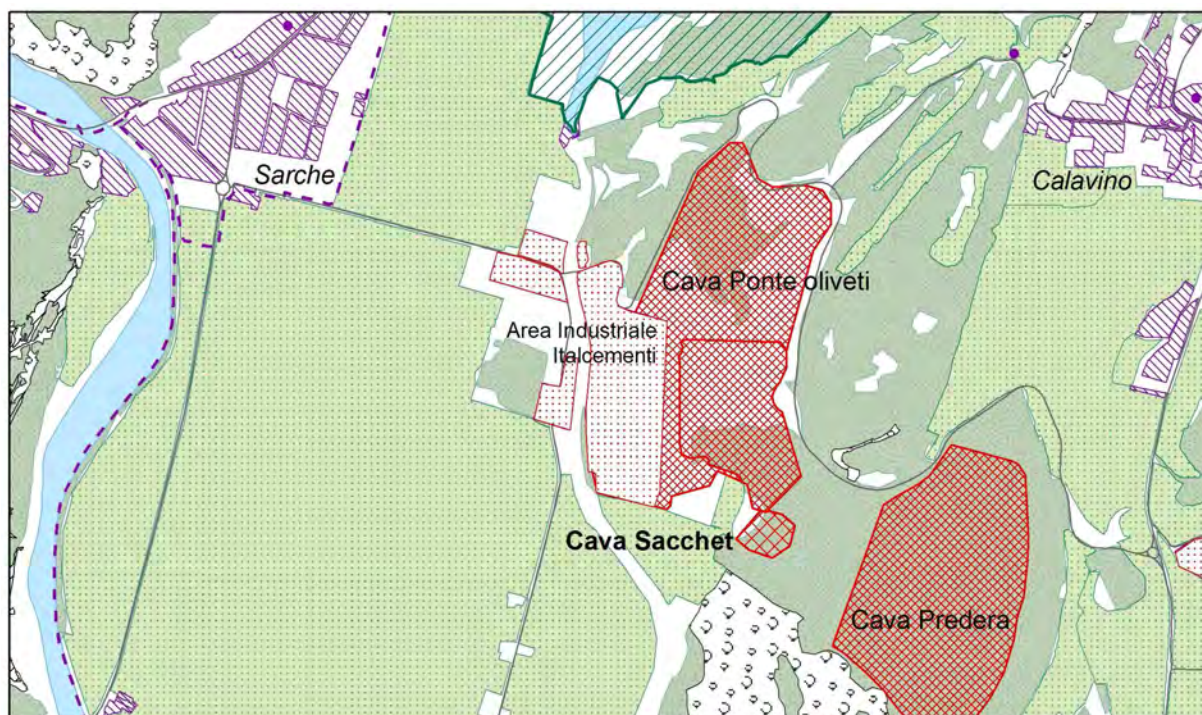 Sarche
Calavino
Cava Ponte oliveti
Area Industriale
Italcementi
Cava Sacchet
Cava Predera